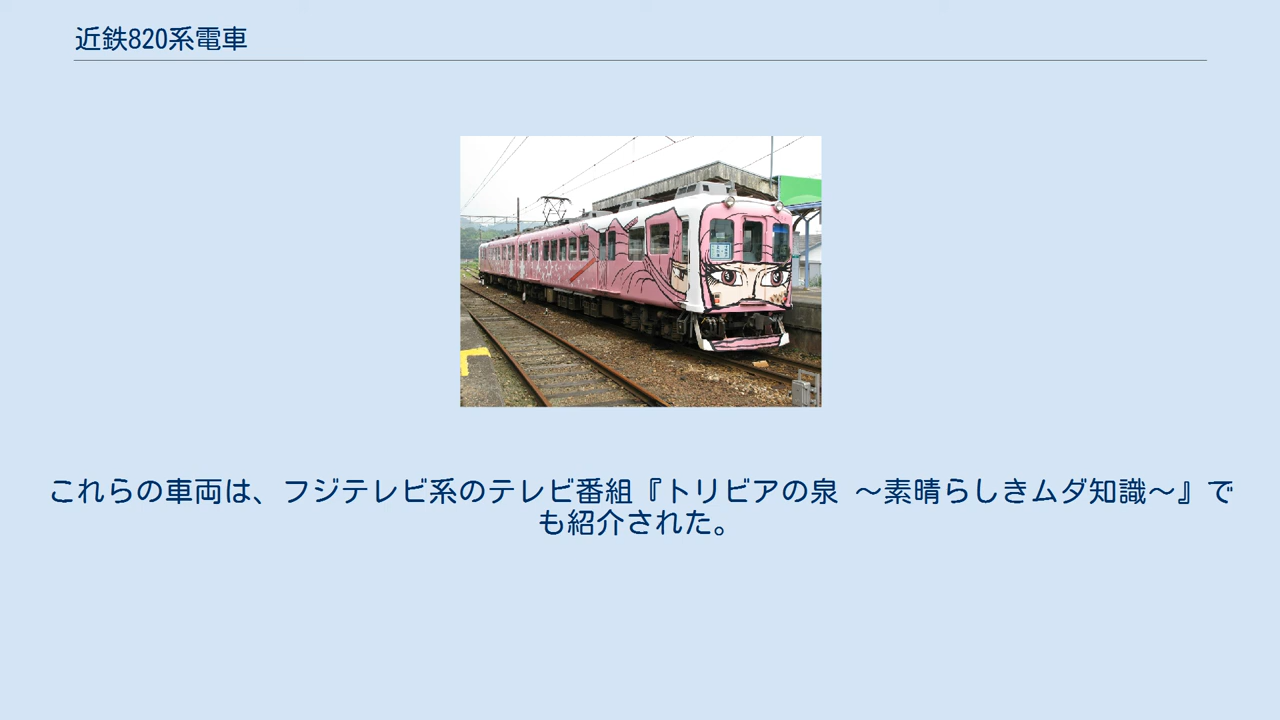 近鉄820系電車
これらの車両は、フジテレビ系のテレビ番組『トリビアの泉 〜素晴らしきムダ知識〜』で
も紹介された。